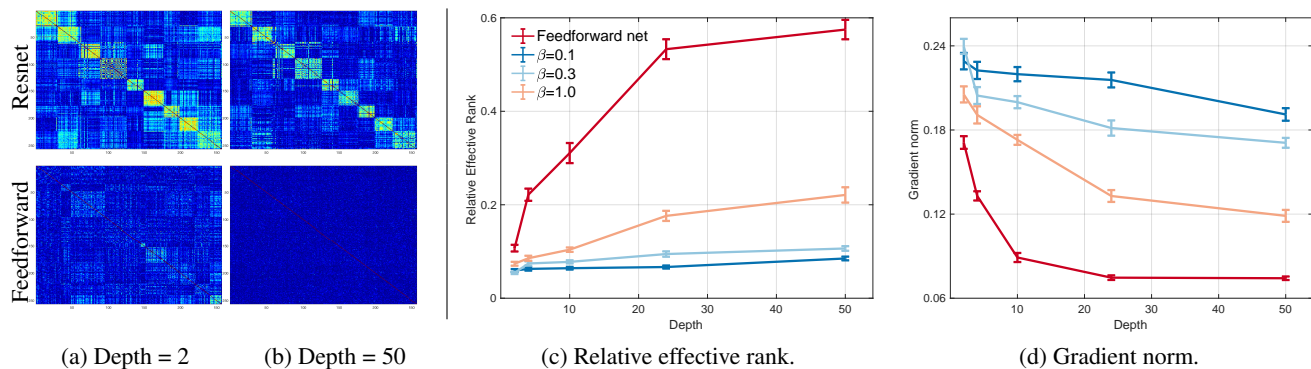 Resnet
Feedforward
(a) Depth = 2
(b) Depth = 50
Relative Effective Rank
0.6
0.4
0.2
0
Feedforward net
β=0.1
β=0.3
β=1.0
10
20
30
40
50
Depth
(c) Relative effective rank.
Gradient norm
0.24
0.18
0.12
0.06
10
20
30
40
50
Depth
(d) Gradient norm.